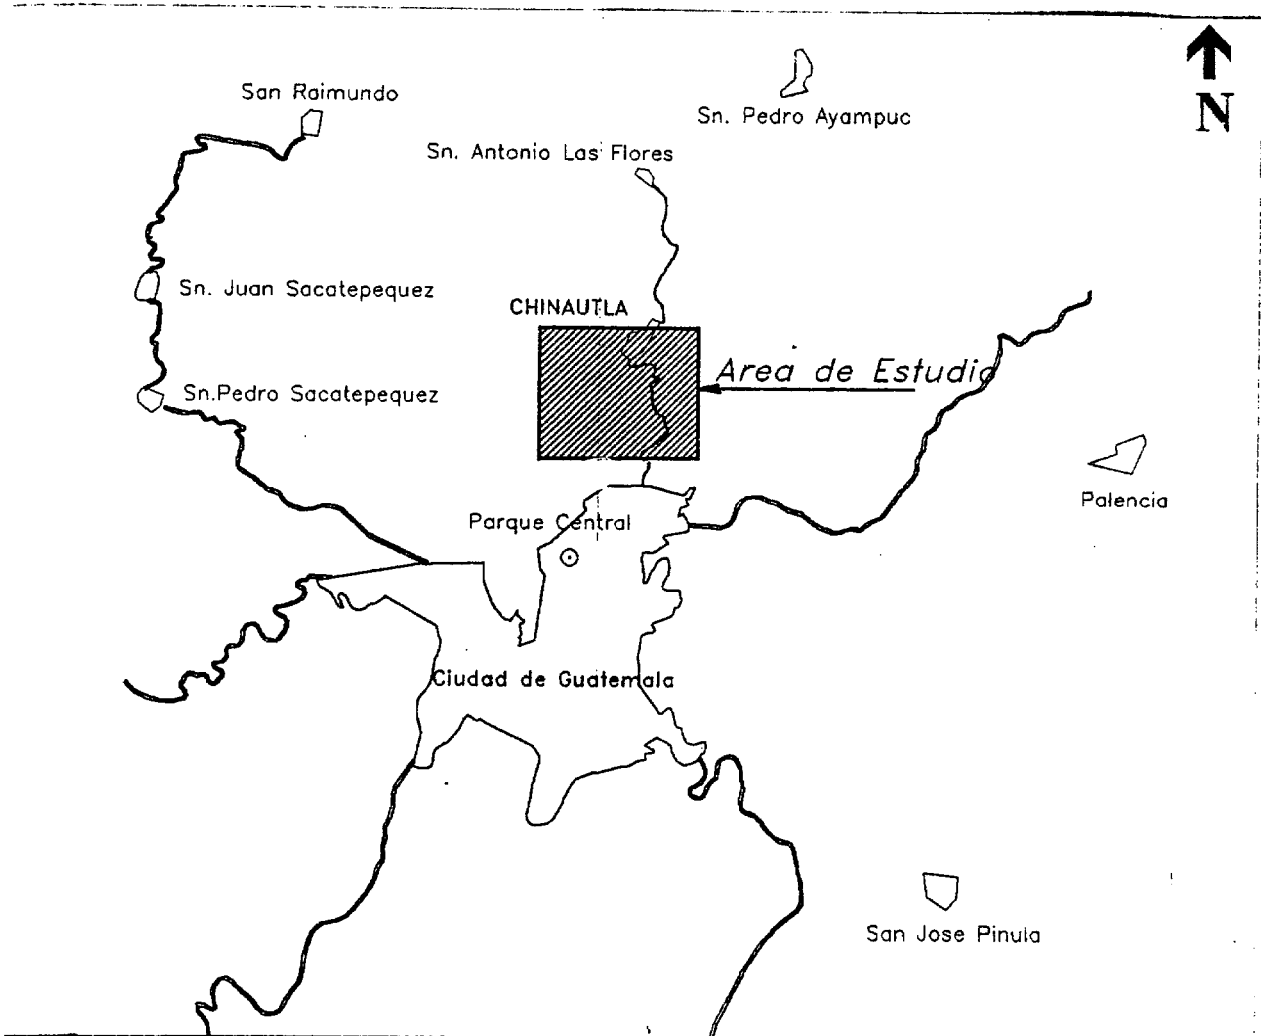 San Raimundo
Sn. Pedro Ayampuc
N
Sn. Antonio Las Flores
Sn. Juan Sacatepequez
CHINAUTLA
Area de Estudio
Sn.Pedro Sacatepequez
Palencia
Parque Central
Ciudad de Guatemala
San Jose Pinula